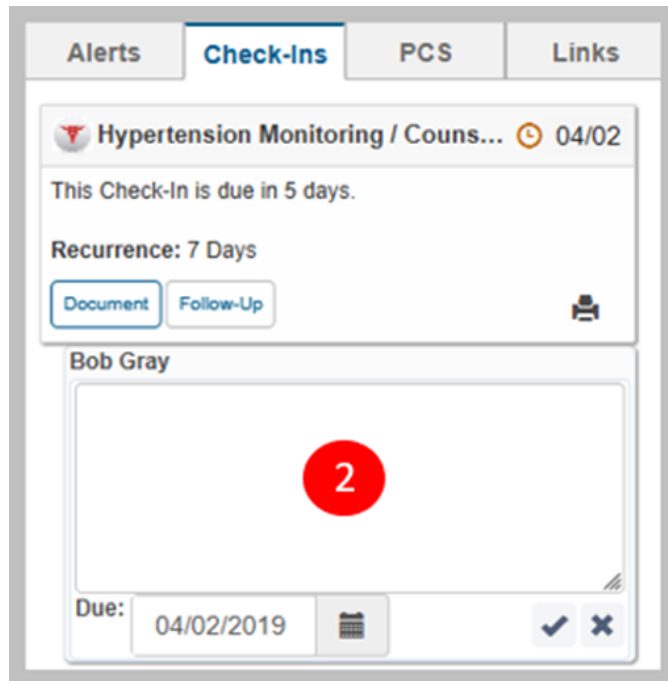 Alerts Check-Ins PCS Links
Hypertension Monitoring / Couns... 04/02
This Check-In is due in 5 days.
Recurrence: 7 Days
Document Follow-Up
Bob Gray
2
Due: 04/02/2019